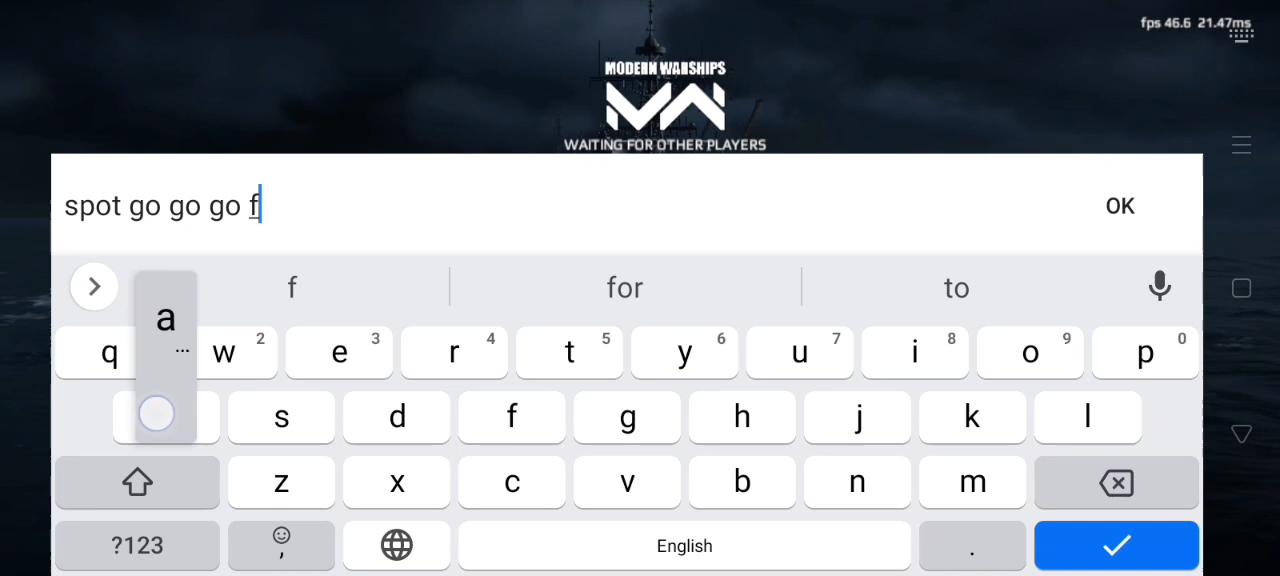 fps 46.6 21.47ms
MODERN WARSHIPS
MW
WAITING FOR OTHER PLAYERS
spot go go go f
OK
f for to
a
...
q w 2 e 3 r 4 t 5 y 6 u 7 i 8 o 9 p 0
s d f g h j k l
z x c v b n m
?123 , English .